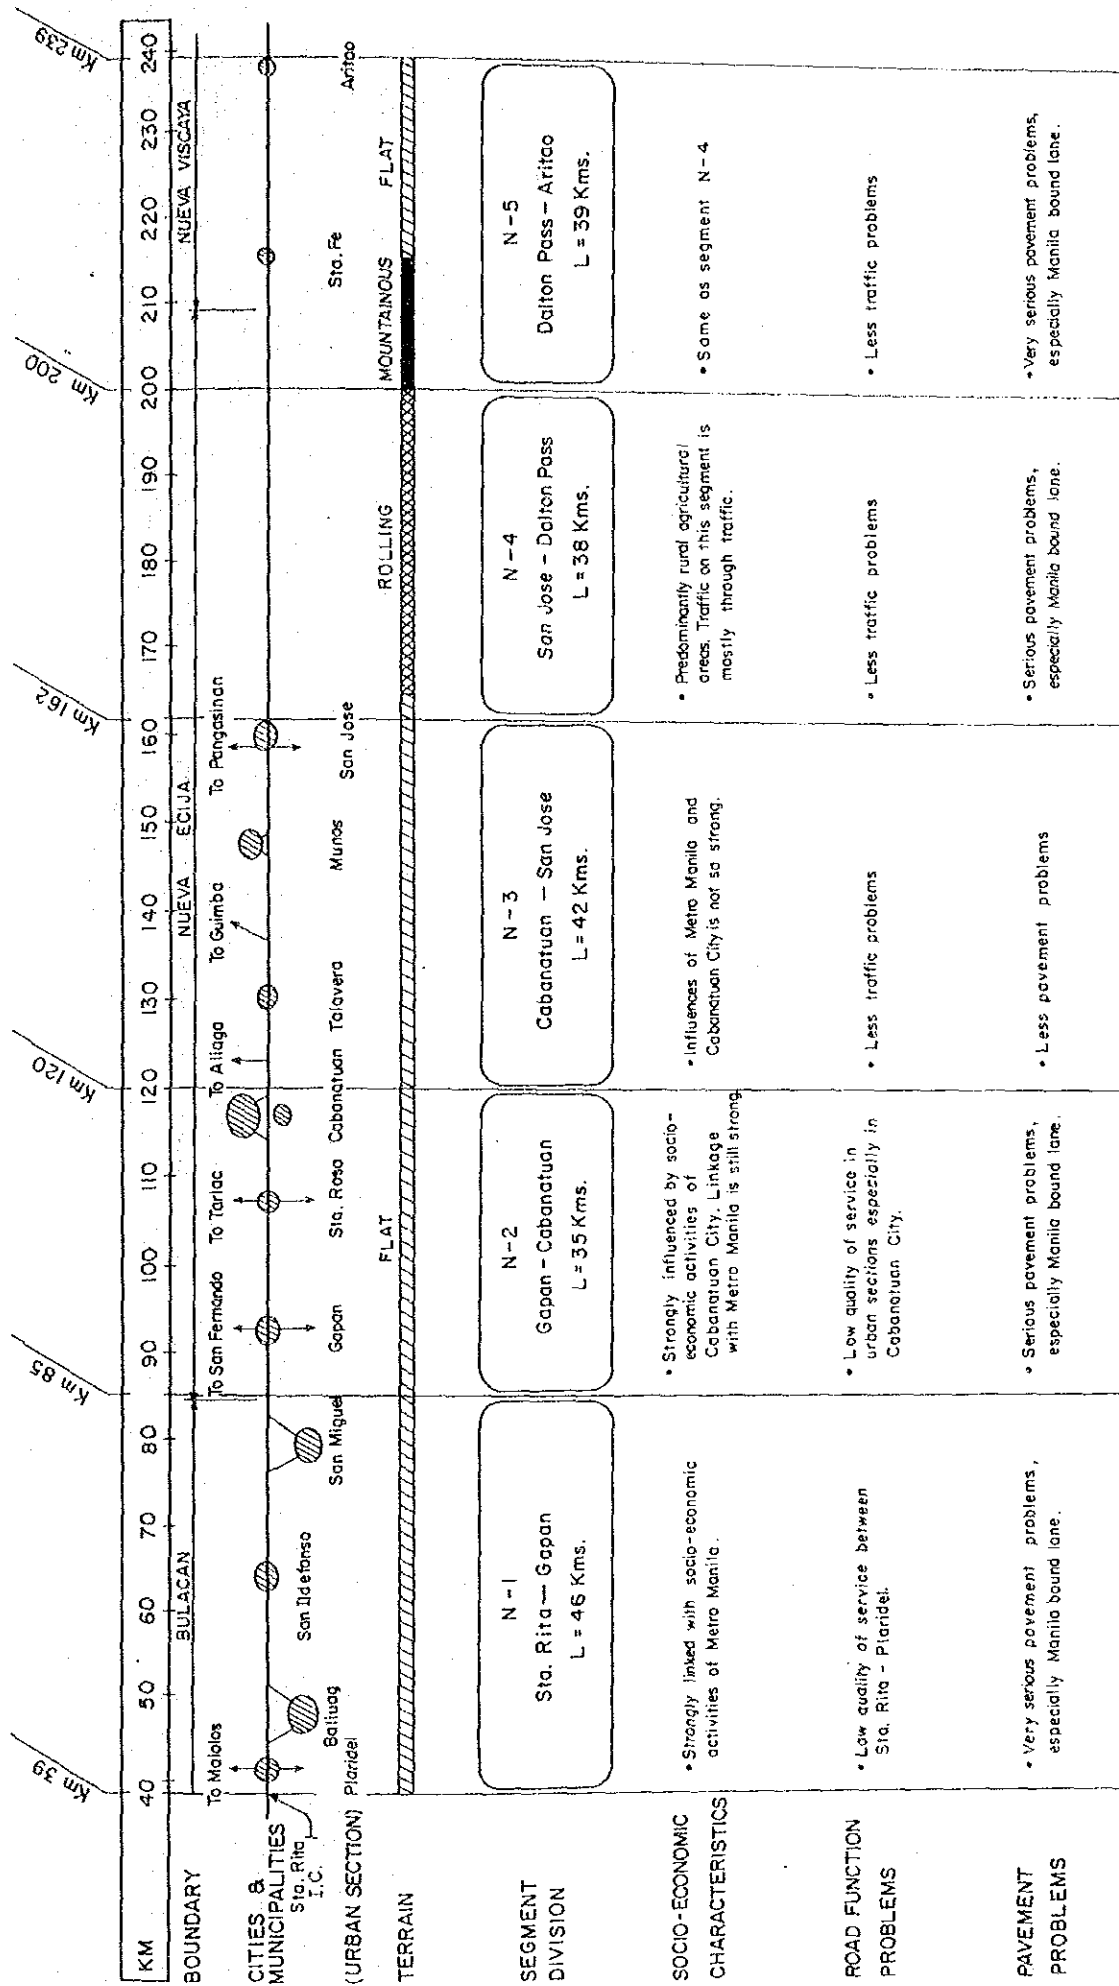 Km 39
Km 85
Km 120
Km 162
Km 200
Km 239
KM 40 50 60 70 80 90 100 110 120 130 140 150 160 170 180 190 200 210 220 230 240
BOUNDARY BULACAN NUEVA ECIJA NUEVA VISCAYA
CITIES &
MUNICIPALITIES
Sta. Rita
I.C.
To Malolos
To San Fernando
To Tarlac
To Aliaga
To Guimba
To Pangasinan
(URBAN SECTION) Plaridel Baliuag San Ildefonso San Miguel Gapan Sta. Rosa Cabanatuan Talavera Munos San Jose Sta. Fe Aritao
TERRAIN FLAT ROLLING MOUNTAINOUS FLAT
SEGMENT
DIVISION
N-1
Sta. Rita — Gapan
L = 46 Kms.
N-2
Gapan - Cabanatuan
L = 35 Kms.
N-3
Cabanatuan — San Jose
L = 42 Kms.
N-4
San Jose - Dalton Pass
L = 38 Kms.
N-5
Dalton Pass - Aritao
L = 39 Kms.
SOCIO-ECONOMIC
CHARACTERISTICS
• Strongly linked with socio-economic
activities of Metro Manila.
• Strongly influenced by socio-
economic activities of
Cabanatuan City. Linkage
with Metro Manila is still strong.
• Influences of Metro Manila and
Cabanatuan City is not so strong.
• Predominantly rural agricultural
areas. Traffic on this segment is
mostly through traffic.
• Same as segment N-4
ROAD FUNCTION
PROBLEMS
• Low quality of service between
Sta. Rita - Plaridel.
• Low quality of service in
urban sections especially in
Cabanatuan City.
• Less traffic problems
• Less traffic problems
• Less traffic problems
PAVEMENT
PROBLEMS
• Very serious pavement problems,
especially Manila bound lane.
• Serious pavement problems,
especially Manila bound lane.
• Less pavement problems
• Serious pavement problems,
especially Manila bound lane.
• Very serious pavement problems,
especially Manila bound lane.